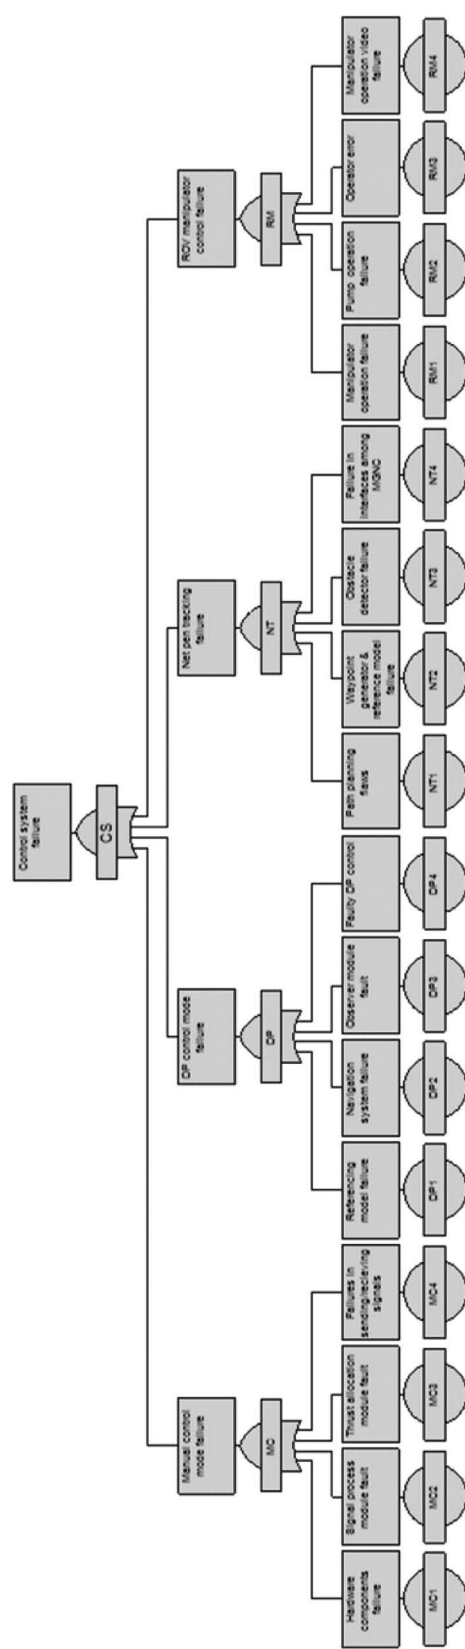 Control system
failure
CS
Manual control
mode failure
MC
DP control mode
failure
DP
Net pen tracking
failure
NT
ROV manipulator
control failure
RM
Hardware
components
failure
MC1
Signal process
module fault
MC2
Thrust allocation
module fault
MC3
Failures in
sending/recieving
signals
MC4
Referencing
model failure
DP1
Navigation
system failure
DP2
Observer module
fault
DP3
Faulty DP control
DP4
Path planning
flaws
NT1
Waypoint
generator &
reference model
failure
NT2
Obstacle
detector failure
NT3
Failure in
interfaces among
MGNC
NT4
Manipulator
operation failure
RM1
Pump operation
failure
RM2
Operator error
RM3
Manipulator
operation video
failure
RM4